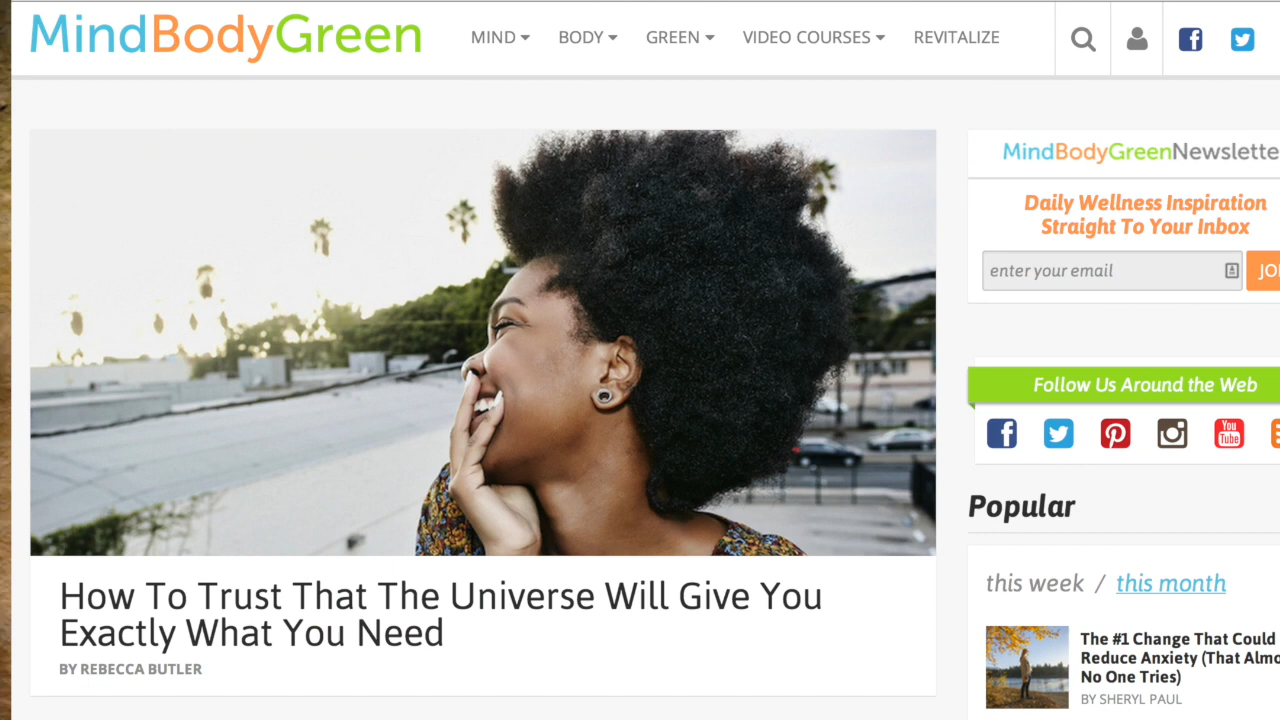 MindBodyGreen
MIND
BODY
GREEN
VIDEO COURSES
REVITALIZE
MindBodyGreenNewslette
Daily Wellness Inspiration
Straight To Your Inbox
enter your email
JOI
Follow Us Around the Web
You
Tube
Popular
this week / this month
The #1 Change That Could
Reduce Anxiety (That Almo
No One Tries)
BY SHERYL PAUL
How To Trust That The Universe Will Give You
Exactly What You Need
BY REBECCA BUTLER